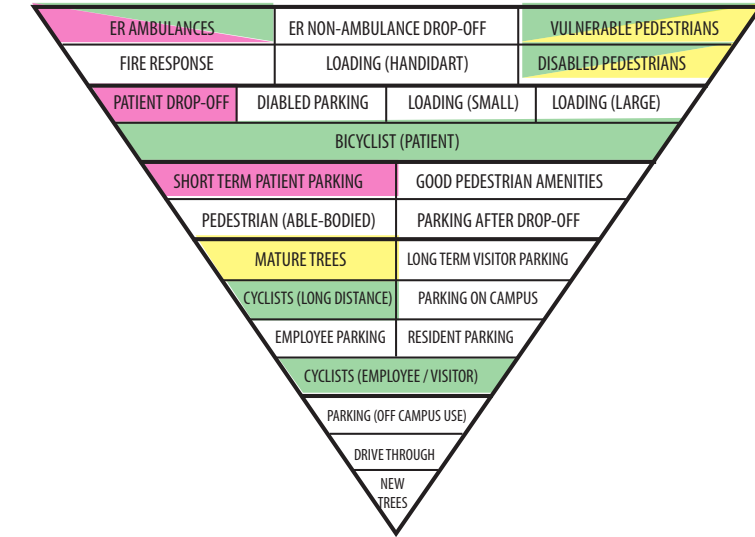 ER AMBULANCES ER NON-AMBULANCE DROP-OFF VULNERABLE PEDESTRIANS
FIRE RESPONSE LOADING (HANDIDART) DISABLED PEDESTRIANS
PATIENT DROP-OFF DIABLED PARKING LOADING (SMALL) LOADING (LARGE)
BICYCLIST (PATIENT)
SHORT TERM PATIENT PARKING GOOD PEDESTRIAN AMENITIES
PEDESTRIAN (ABLE-BODIED) PARKING AFTER DROP-OFF
MATURE TREES LONG TERM VISITOR PARKING
CYCLISTS (LONG DISTANCE) PARKING ON CAMPUS
EMPLOYEE PARKING RESIDENT PARKING
CYCLISTS (EMPLOYEE / VISITOR)
PARKING (OFF CAMPUS USE)
DRIVE THROUGH
NEW
TREES